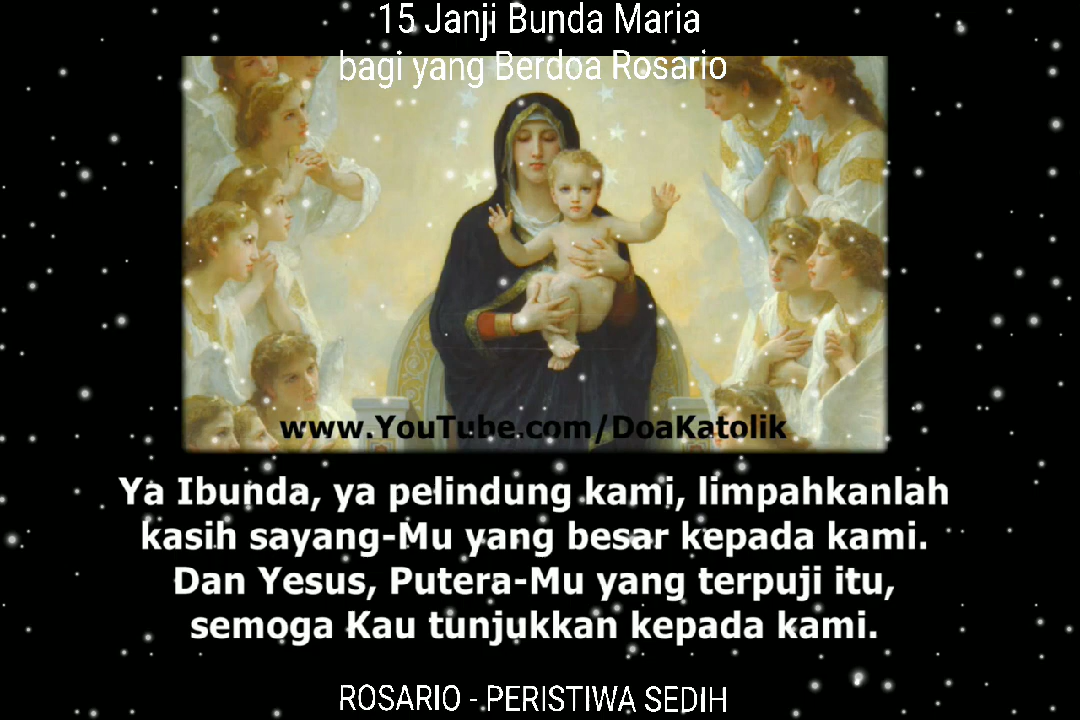 15 Janji Bunda Maria
bagi yang Berdoa Rosario
www.YouTube.com/DoaKatolik
Ya Ibunda, ya pelindung kami, limpahkanlah
kasih sayang-Mu yang besar kepada kami.
Dan Yesus, Putera-Mu yang terpuji itu,
semoga Kau tunjukkan kepada kami.
ROSARIO - PERISTIWA SEDIH